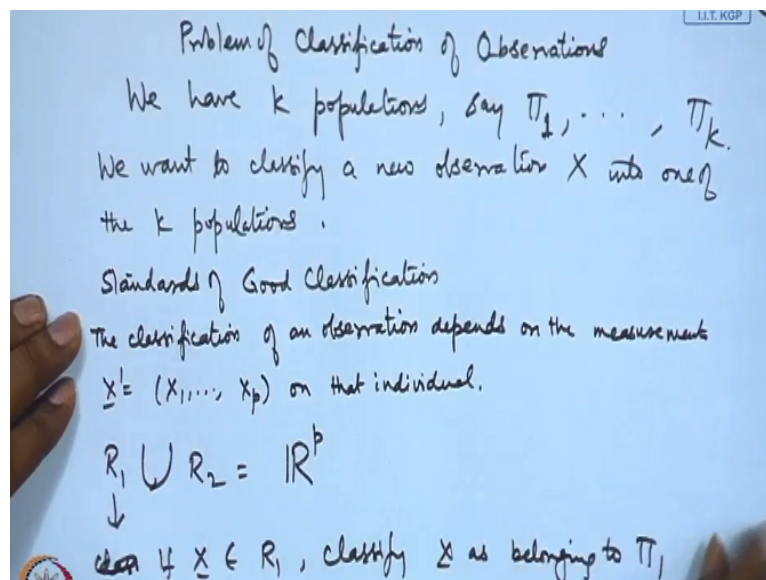 I.I.T. KGP
Problem of Classification of Observations
We have k populations, say Π₁, ..., Πₖ.
We want to classify a new observation X into one of
the k populations.
Standards of Good Classification
The classification of an observation depends on the measurements
X' = (X₁, ..., Xₚ) on that individual.
R₁ ∪ R₂ = ℝᵖ
↓
if X ∈ R₁, classify X as belonging to Π₁